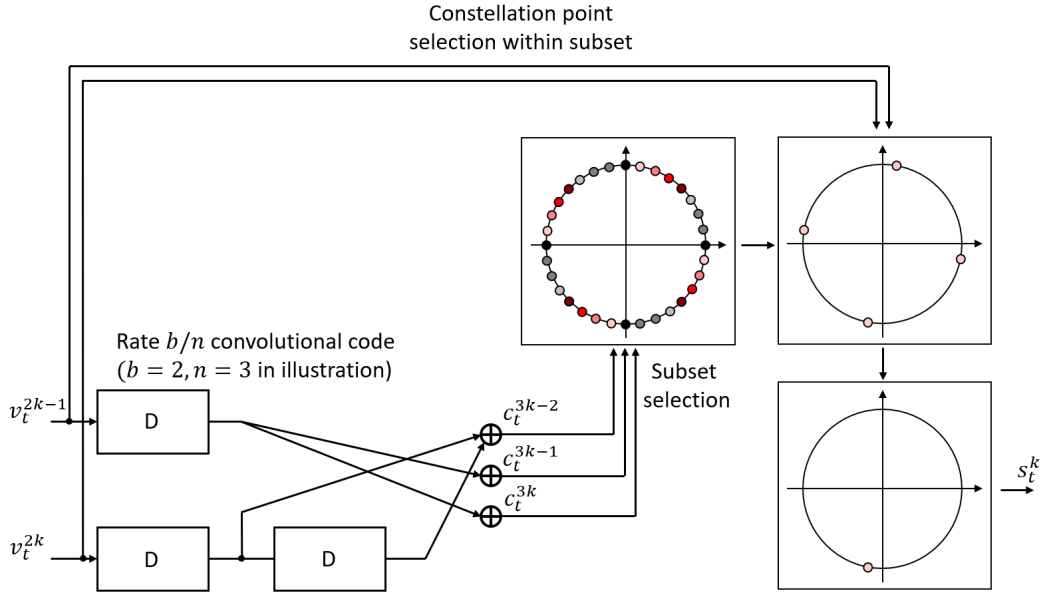 Constellation point
selection within subset
Rate b/n convolutional code
(b = 2, n = 3 in illustration)
Subset
selection
v_t^{2k−1}
D
c_t^{3k−2}
c_t^{3k−1}
c_t^{3k}
s_t^k
v_t^{2k}
D
D